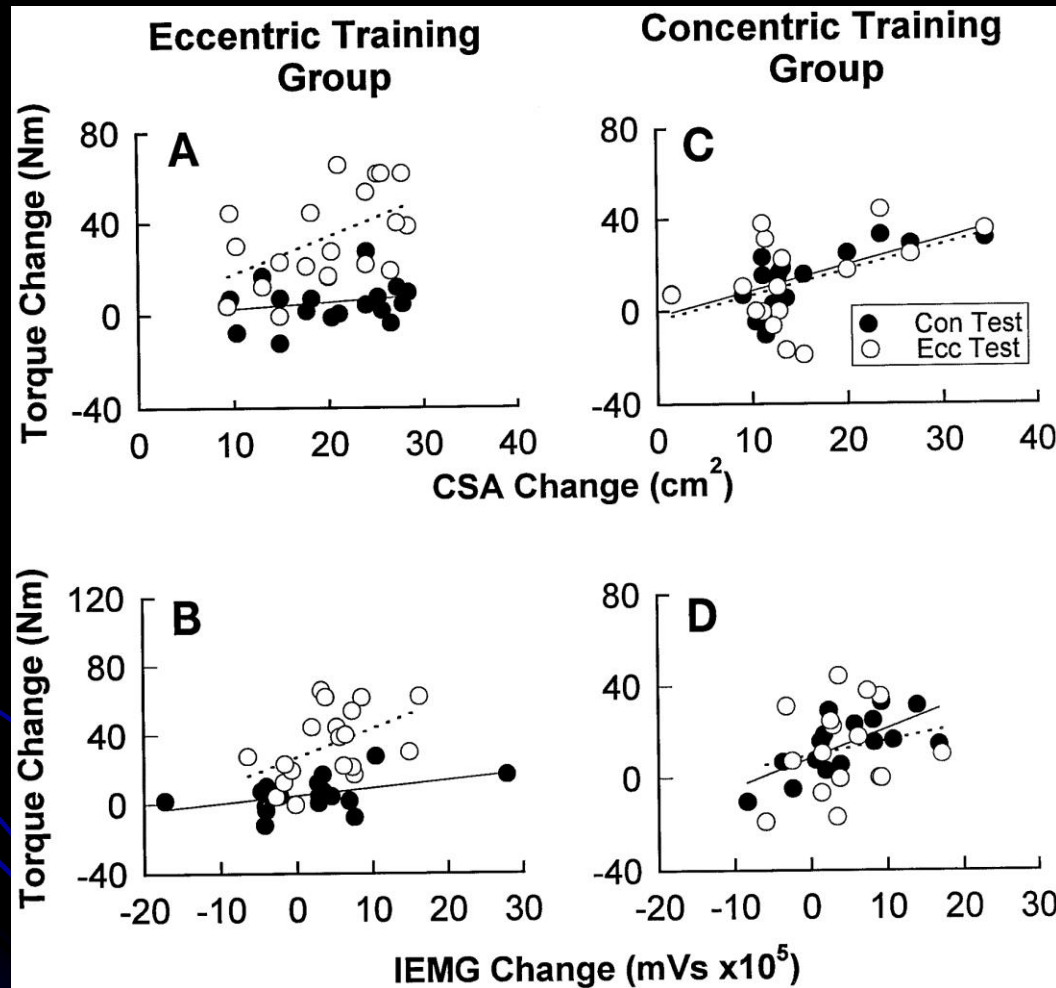 Eccentric Training
Group
Concentric Training
Group
Torque Change (Nm)
80
40
0
-40
A
0 10 20 30 40
C
80
40
0
-40
Con Test
Ecc Test
0 10 20 30 40
CSA Change (cm²)
Torque Change (Nm)
120
80
40
0
-40
B
-20 -10 0 10 20 30
D
80
40
0
-40
-20 -10 0 10 20 30
IEMG Change (mVs x10⁵)